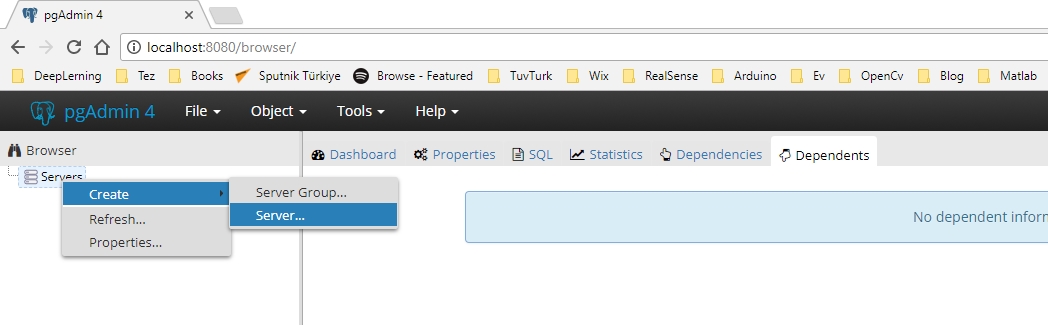 pgAdmin 4
localhost:8080/browser/
DeepLerning Tez Books Sputnik Türkiye Browse - Featured TuvTurk Wix RealSense Arduino Ev OpenCv Blog Matlab
pgAdmin 4 File Object Tools Help
Browser
Dashboard Properties SQL Statistics Dependencies Dependents
Servers
Create
Refresh...
Properties...
Server Group...
Server...
No dependent inform